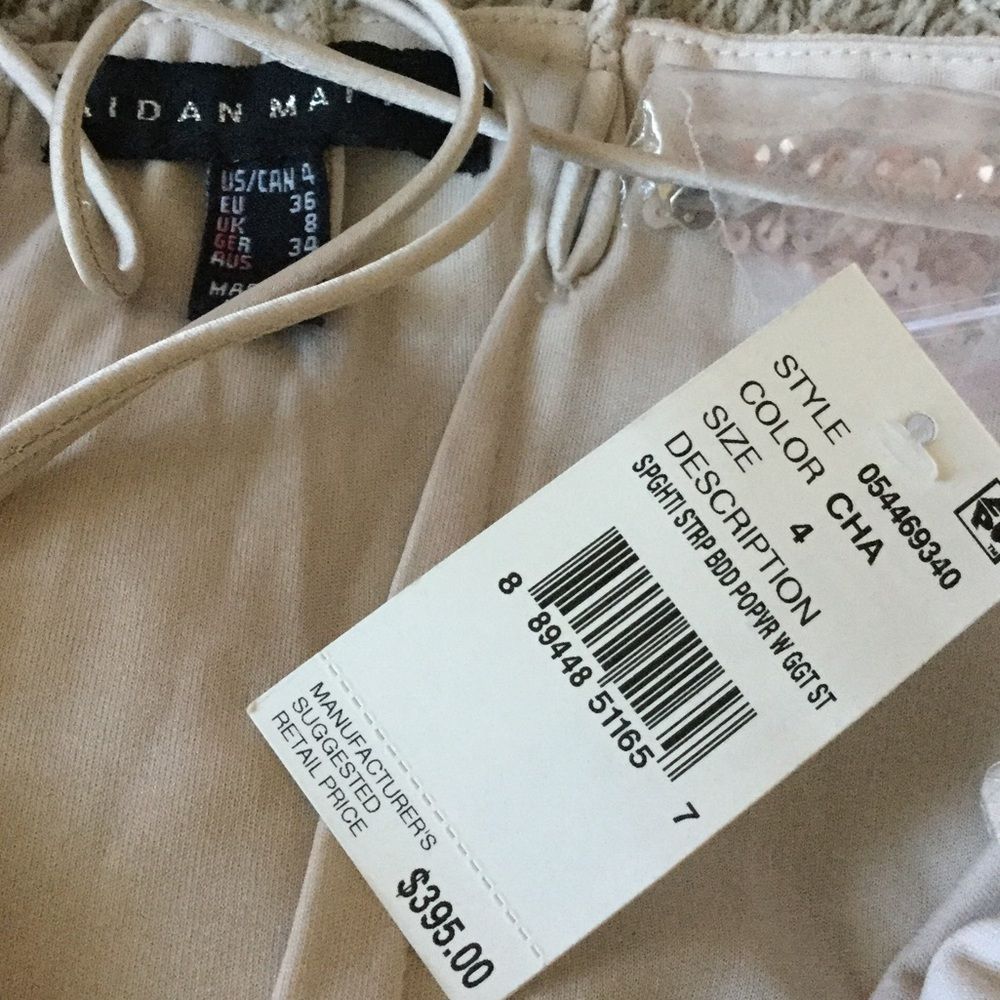 AIDAN MA
US/CAN 4
EU 36
UK 8
GER 34
AUS
STYLE 054469340
COLOR CHA
SIZE 4
DESCRIPTION
SPGHTI STRP BDD POPVR W GGT ST
8 89448 51165 7
MANUFACTURER'S
SUGGESTED
RETAIL PRICE
$395.00